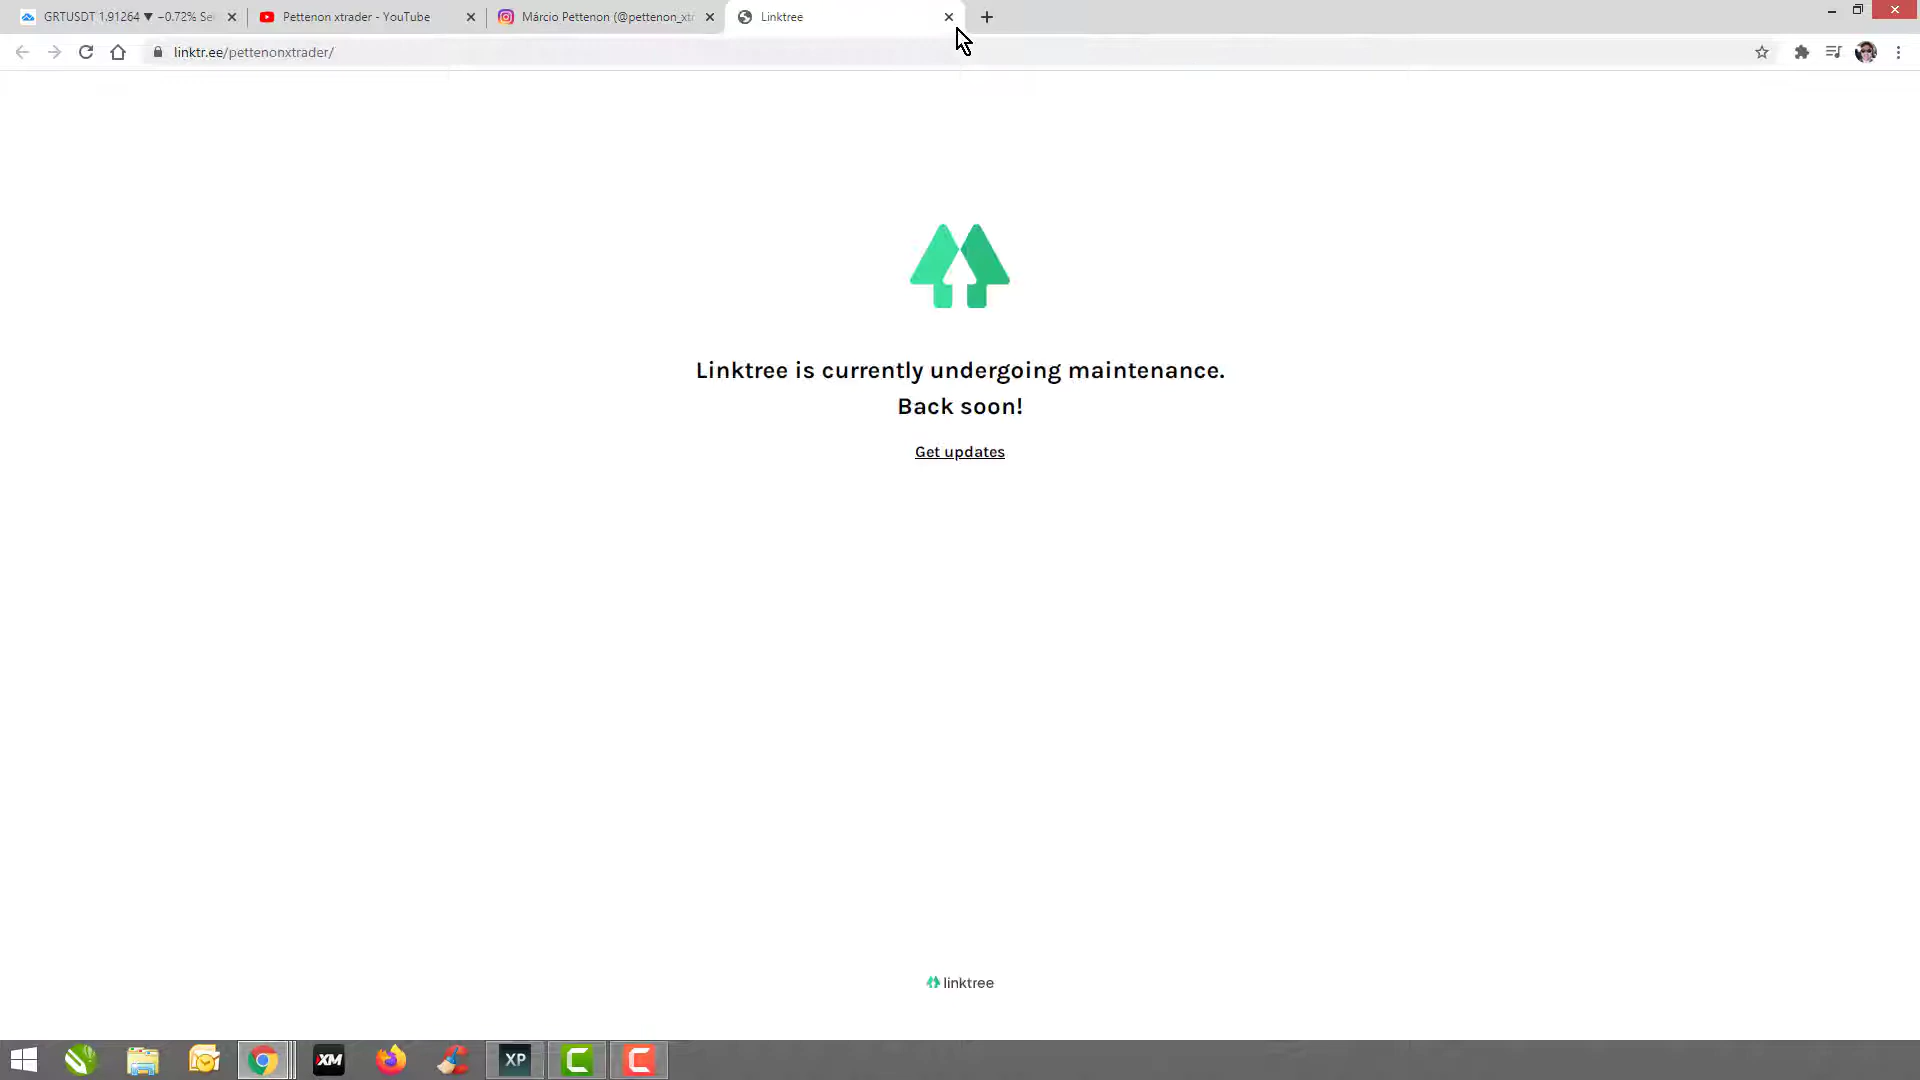 GRTUSDT 1.91264 ▼ −0.72% Se
Pettenon xtrader - YouTube
Márcio Pettenon (@pettenon_xtr
Linktree
linktr.ee/pettenonxtrader/
Linktree is currently undergoing maintenance.
Back soon!
Get updates
linktree
XM
XP